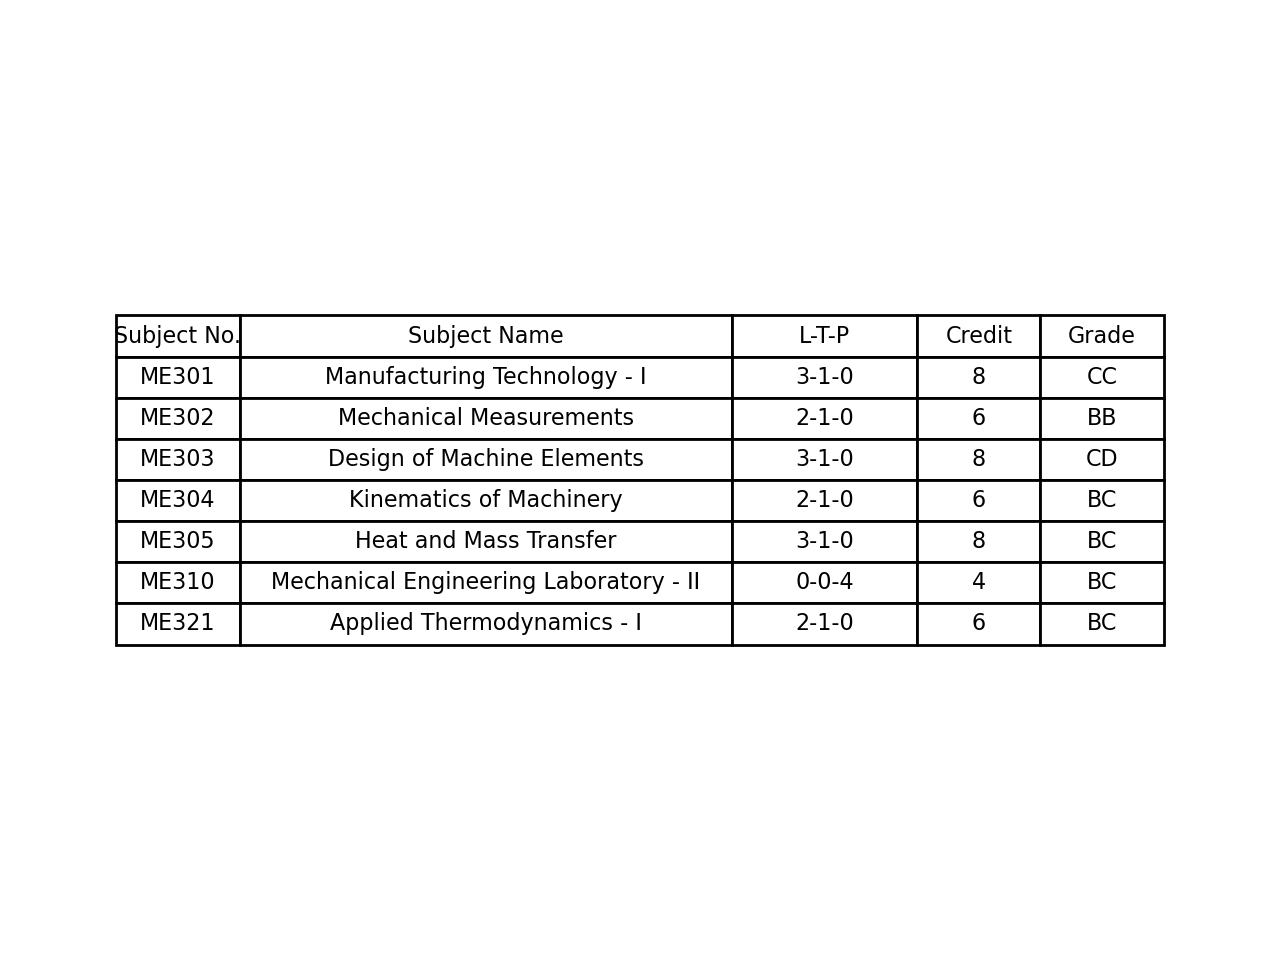 Subject No. Subject Name L-T-P Credit Grade
ME301 Manufacturing Technology - I 3-1-0 8 CC
ME302 Mechanical Measurements 2-1-0 6 BB
ME303 Design of Machine Elements 3-1-0 8 CD
ME304 Kinematics of Machinery 2-1-0 6 BC
ME305 Heat and Mass Transfer 3-1-0 8 BC
ME310 Mechanical Engineering Laboratory - II 0-0-4 4 BC
ME321 Applied Thermodynamics - I 2-1-0 6 BC